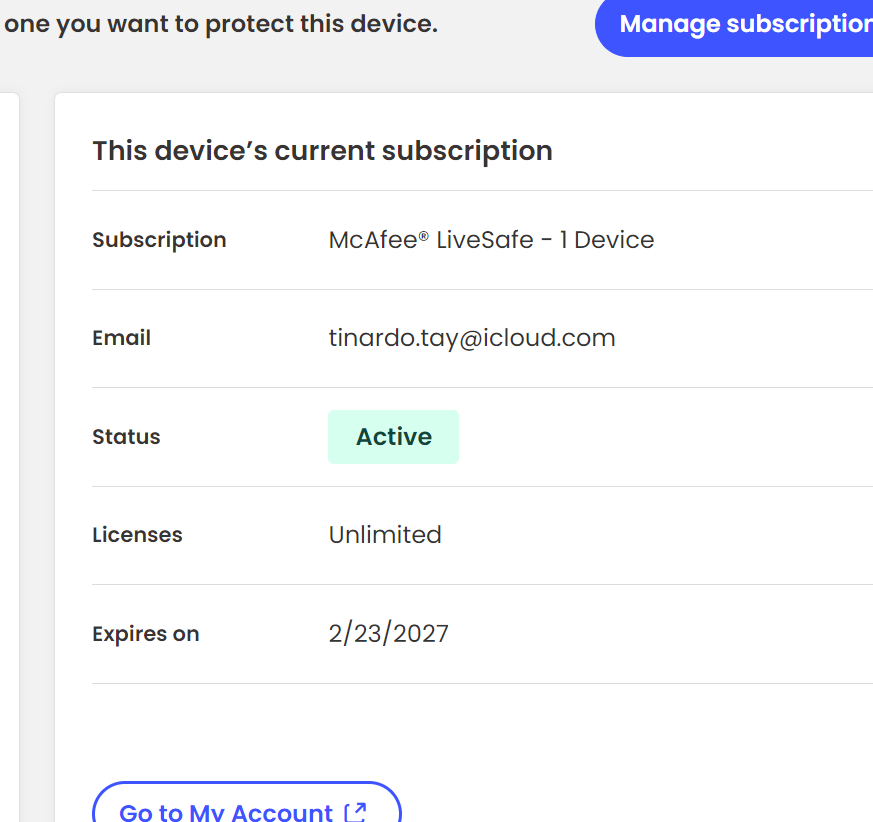 one you want to protect this device.
Manage subscription
This device’s current subscription
Subscription McAfee® LiveSafe - 1 Device
Email tinardo.tay@icloud.com
Status Active
Licenses Unlimited
Expires on 2/23/2027
Go to My Account